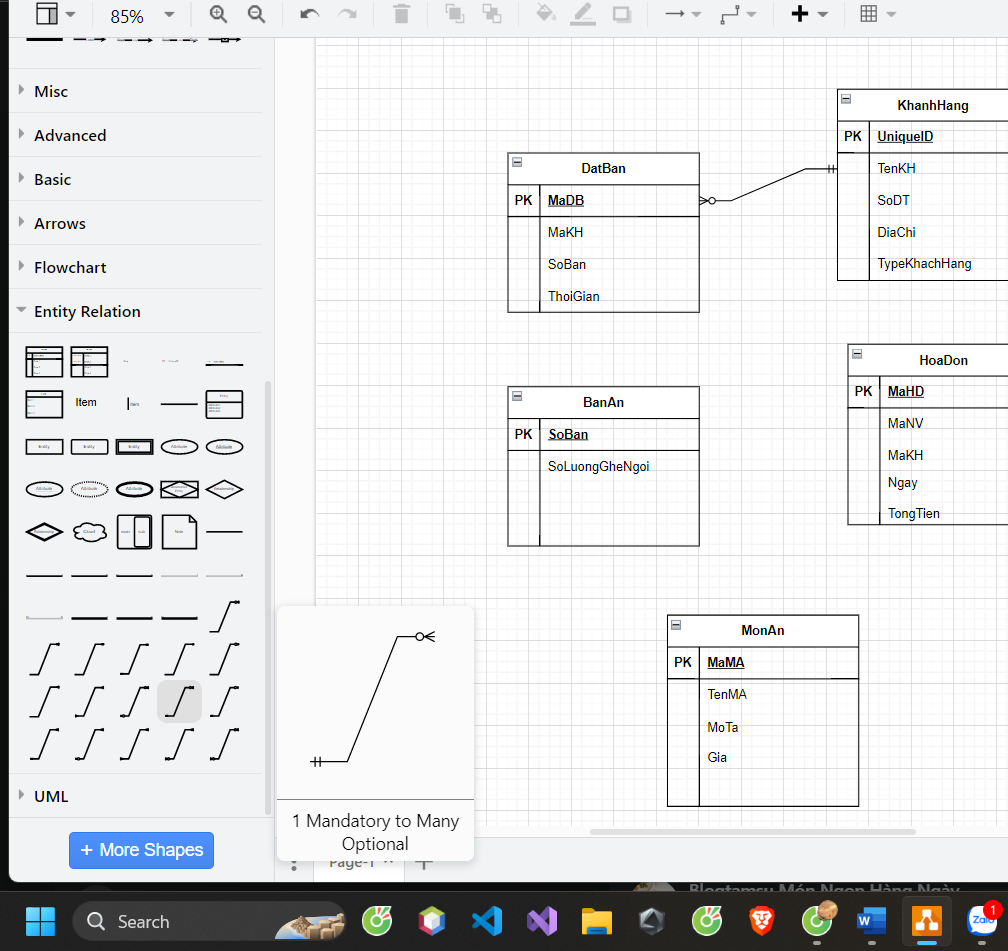 85%
Misc
Advanced
Basic
Arrows
Flowchart
Entity Relation
Item
UML
+ More Shapes
1 Mandatory to Many
Optional
Page-1
DatBan
PK MaDB
MaKH
SoBan
ThoiGian
KhanhHang
PK UniqueID
TenKH
SoDT
DiaChi
TypeKhachHang
BanAn
PK SoBan
SoLuongGheNgoi
HoaDon
PK MaHD
MaNV
MaKH
Ngay
TongTien
MonAn
PK MaMA
TenMA
MoTa
Gia
Blogtamsu Món Ngon Hàng Ngày
Search
Zalo
1